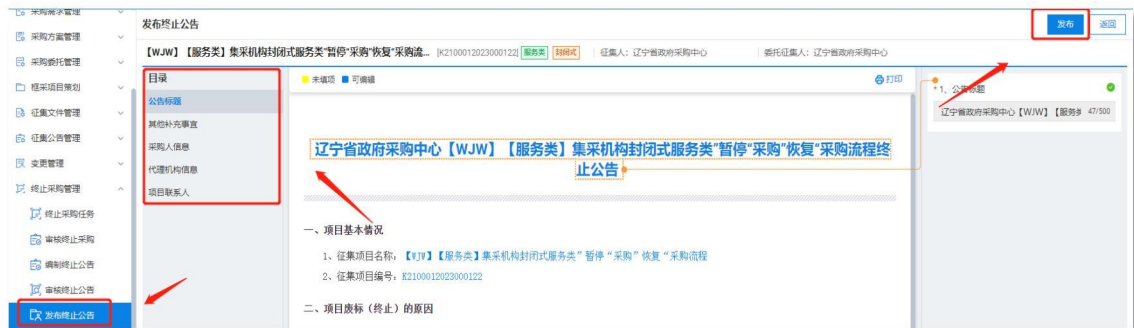 采购需求管理
采购方案管理
采购委托管理
框采项目策划
征集文件管理
征集公告管理
变更管理
终止采购管理
终止采购任务
审核终止采购
编制终止公告
审核终止公告
发布终止公告
发布终止公告
发布
返回
【WJW】【服务类】集采机构封闭式服务类"暂停"采购"恢复"采购流... |K2100012023000122| 服务类 封闭式 征集人：辽宁省政府采购中心 委托征集人：辽宁省政府采购中心
目录
公告标题
其他补充事宜
采购人信息
代理机构信息
项目联系人
未填项 可编辑
打印
辽宁省政府采购中心【WJW】【服务类】集采机构封闭式服务类"暂停"采购"恢复"采购流程终
止公告
一、项目基本情况
1、征集项目名称：【WJW】【服务类】集采机构封闭式服务类"暂停"采购"恢复"采购流程
2、征集项目编号：K2100012023000122
二、项目废标（终止）的原因
* 1、公告标题
辽宁省政府采购中心【WJW】【服务 47/500